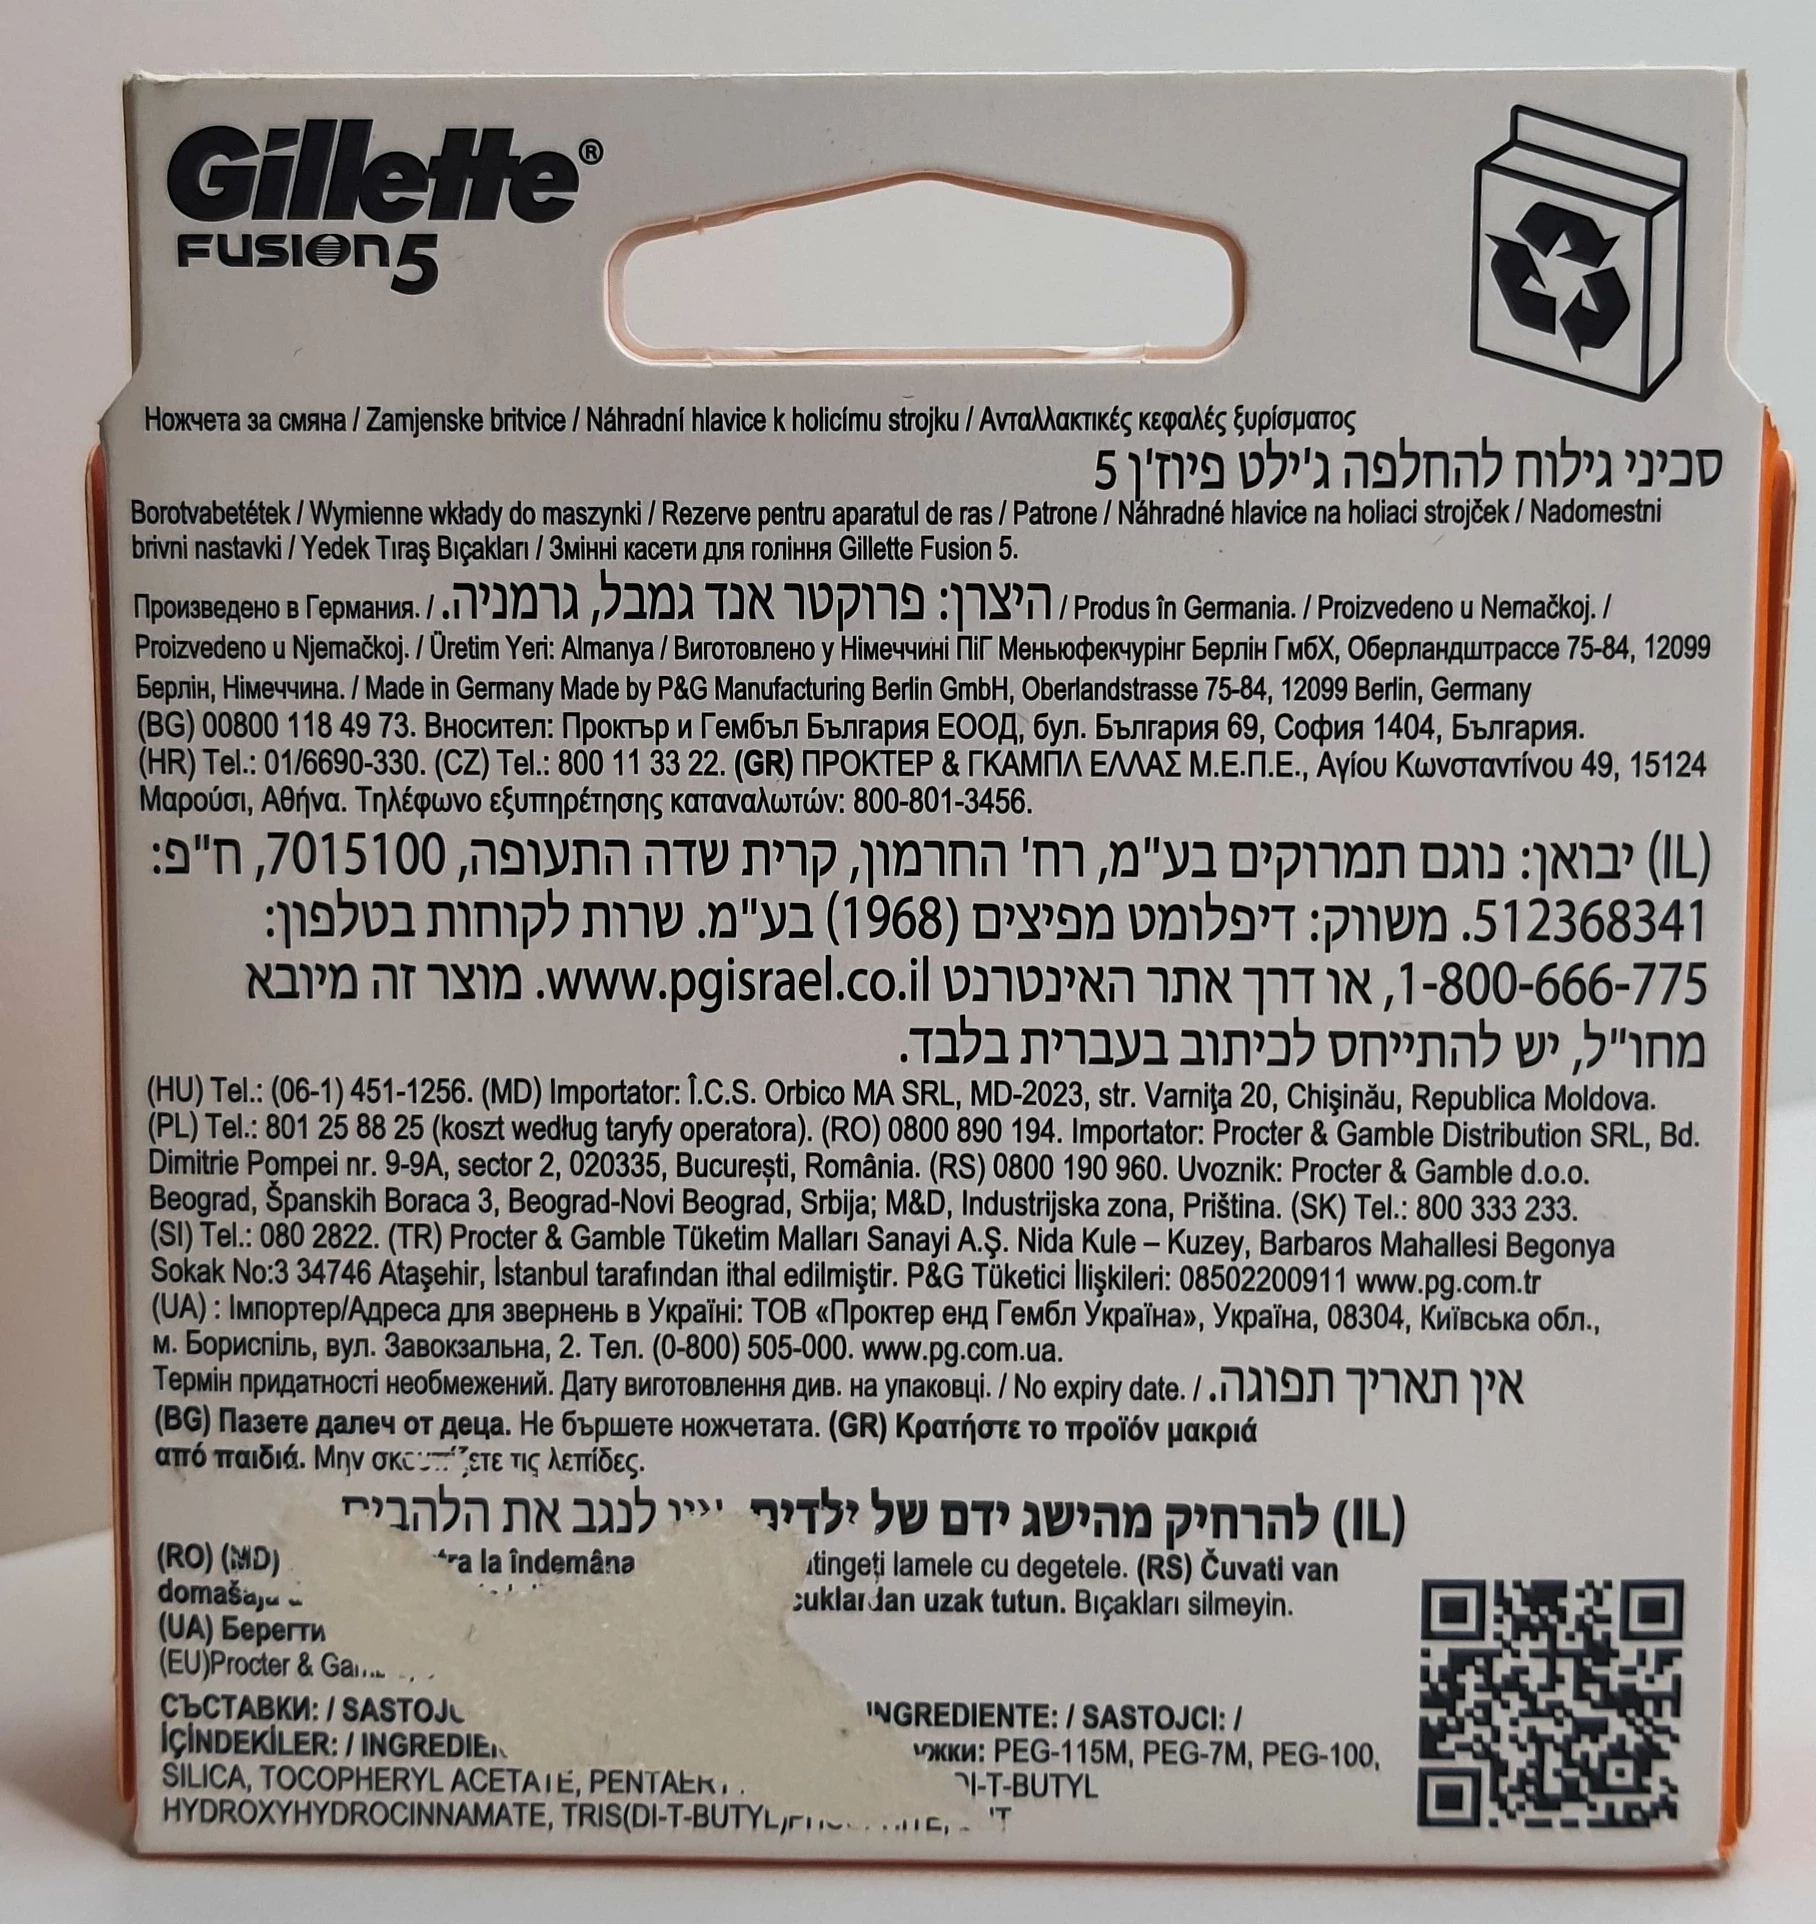 Gillette®
FUSION5
Ножчета за смяна / Zamjenske britvice / Náhradní hlavice k holicímu strojku / Ανταλλακτικές κεφαλές ξυρίσματος
סכיני גילוח להחלפה ג'ילט פיוז'ן 5
Borotvabetétek / Wymienne wkłady do maszynki / Rezerve pentru aparatul de ras / Patrone / Náhradné hlavice na holiaci strojček / Nadomestni
brivni nastavki / Yedek Tıraş Bıçakları / Змінні касети для гоління Gillette Fusion 5.
Произведено в Германия. / היצרן: פרוקטר אנד גמבל, גרמניה. / Produs în Germania. / Proizvedeno u Nemačkoj. /
Proizvedeno u Njemačkoj. / Üretim Yeri: Almanya / Виготовлено у Німеччині ПіГ Меньюфекчурінг Берлін ГмбХ, Оберландштрассе 75-84, 12099
Берлін, Німеччина. / Made in Germany Made by P&G Manufacturing Berlin GmbH, Oberlandstrasse 75-84, 12099 Berlin, Germany
(BG) 00800 118 49 73. Вносител: Проктър и Гембъл България ЕООД, бул. България 69, София 1404, България.
(HR) Tel.: 01/6690-330. (CZ) Tel.: 800 11 33 22. (GR) ΠΡΟΚΤΕΡ & ΓΚΑΜΠΛ ΕΛΛΑΣ Μ.Ε.Π.Ε., Αγίου Κωνσταντίνου 49, 15124
Μαρούσι, Αθήνα. Τηλέφωνο εξυπηρέτησης καταναλωτών: 800-801-3456.
(IL) יבואן: נוגם תמרוקים בע"מ, רח' החרמון, קרית שדה התעופה, 7015100, ח"פ:
512368341. משווק: דיפלומט מפיצים (1968) בע"מ. שרות לקוחות בטלפון:
1-800-666-775, או דרך אתר האינטרנט www.pgisrael.co.il. מוצר זה מיובא
מחו"ל, יש להתייחס לכיתוב בעברית בלבד.
(HU) Tel.: (06-1) 451-1256. (MD) Importator: Î.C.S. Orbico MA SRL, MD-2023, str. Varniţa 20, Chişinău, Republica Moldova.
(PL) Tel.: 801 25 88 25 (koszt według taryfy operatora). (RO) 0800 890 194. Importator: Procter & Gamble Distribution SRL, Bd.
Dimitrie Pompei nr. 9-9A, sector 2, 020335, București, România. (RS) 0800 190 960. Uvoznik: Procter & Gamble d.o.o.
Beograd, Španskih Boraca 3, Beograd-Novi Beograd, Srbija; M&D, Industrijska zona, Priština. (SK) Tel.: 800 333 233.
(SI) Tel.: 080 2822. (TR) Procter & Gamble Tüketim Malları Sanayi A.Ş. Nida Kule – Kuzey, Barbaros Mahallesi Begonya
Sokak No:3 34746 Ataşehir, İstanbul tarafından ithal edilmiştir. P&G Tüketici İlişkileri: 08502200911 www.pg.com.tr
(UA) : Імпортер/Адреса для звернень в Україні: ТОВ «Проктер енд Гембл Україна», Україна, 08304, Київська обл.,
м. Бориспіль, вул. Завокзальна, 2. Тел. (0-800) 505-000. www.pg.com.ua.
Термін придатності необмежений. Дату виготовлення див. на упаковці. / No expiry date. / אין תאריך תפוגה.
(BG) Пазете далеч от деца. Не бършете ножчетата. (GR) Κρατήστε το προϊόν μακριά
από παιδιά. Μην τις λεπίδες.
(IL) להרחיק מהישג ידם של ילדים לנגב את הלהבים
(RO) (MD) la îndemâna lamele cu degetele. (RS) Čuvati van
domašaja uzak tutun. Bıçakları silmeyin.
(UA) Берегти
(EU)Procter &
СЪСТАВКИ: / INGREDIENTE: / SASTOJCI: /
İÇİNDEKİLER: / PEG-115M, PEG-7M, PEG-100,
SILICA, TOCOPHERYL ACETATE, DI-T-BUTYL
HYDROXYHYDROCINNAMATE,